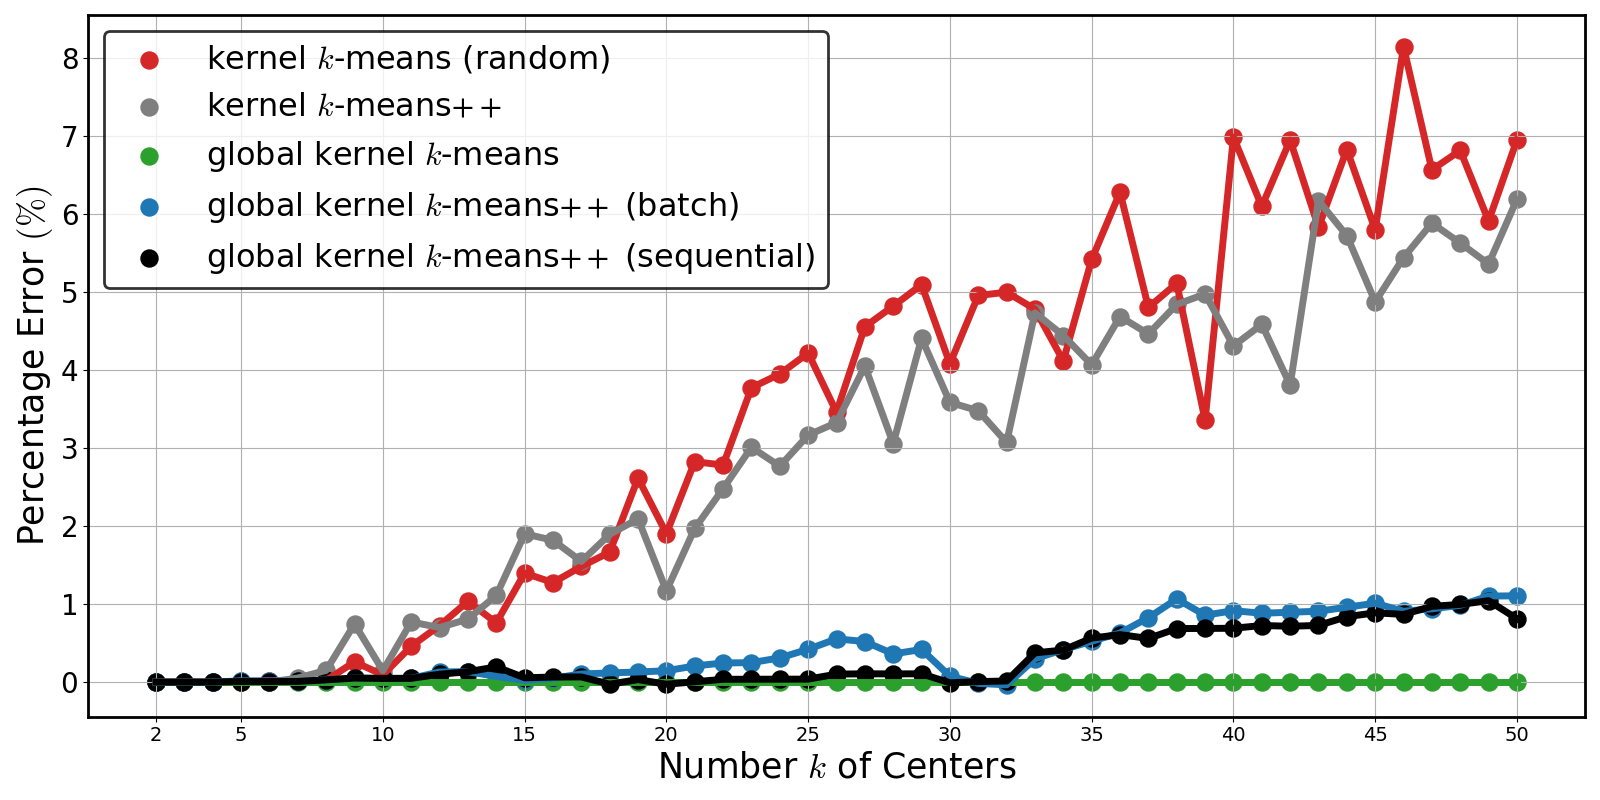 kernel k-means (random)
kernel k-means++
global kernel k-means
global kernel k-means++ (batch)
global kernel k-means++ (sequential)
Percentage Error (%)
8
7
6
5
4
3
2
1
0
2 5 10 15 20 25 30 35 40 45 50
Number k of Centers